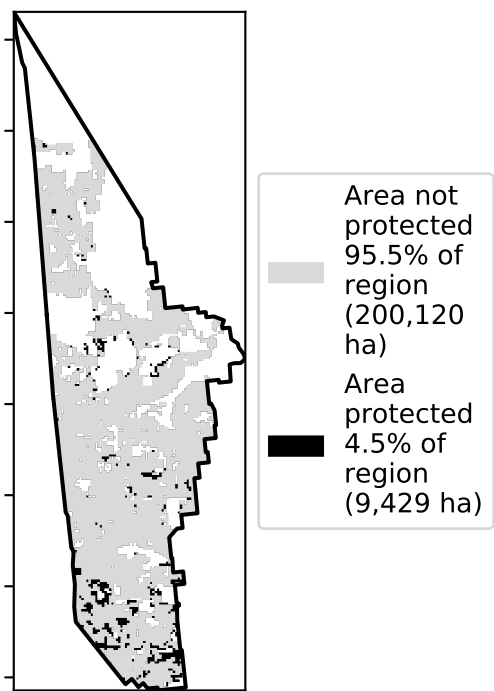 Area not
protected
95.5% of
region
(200,120
ha)
Area
protected
4.5% of
region
(9,429 ha)